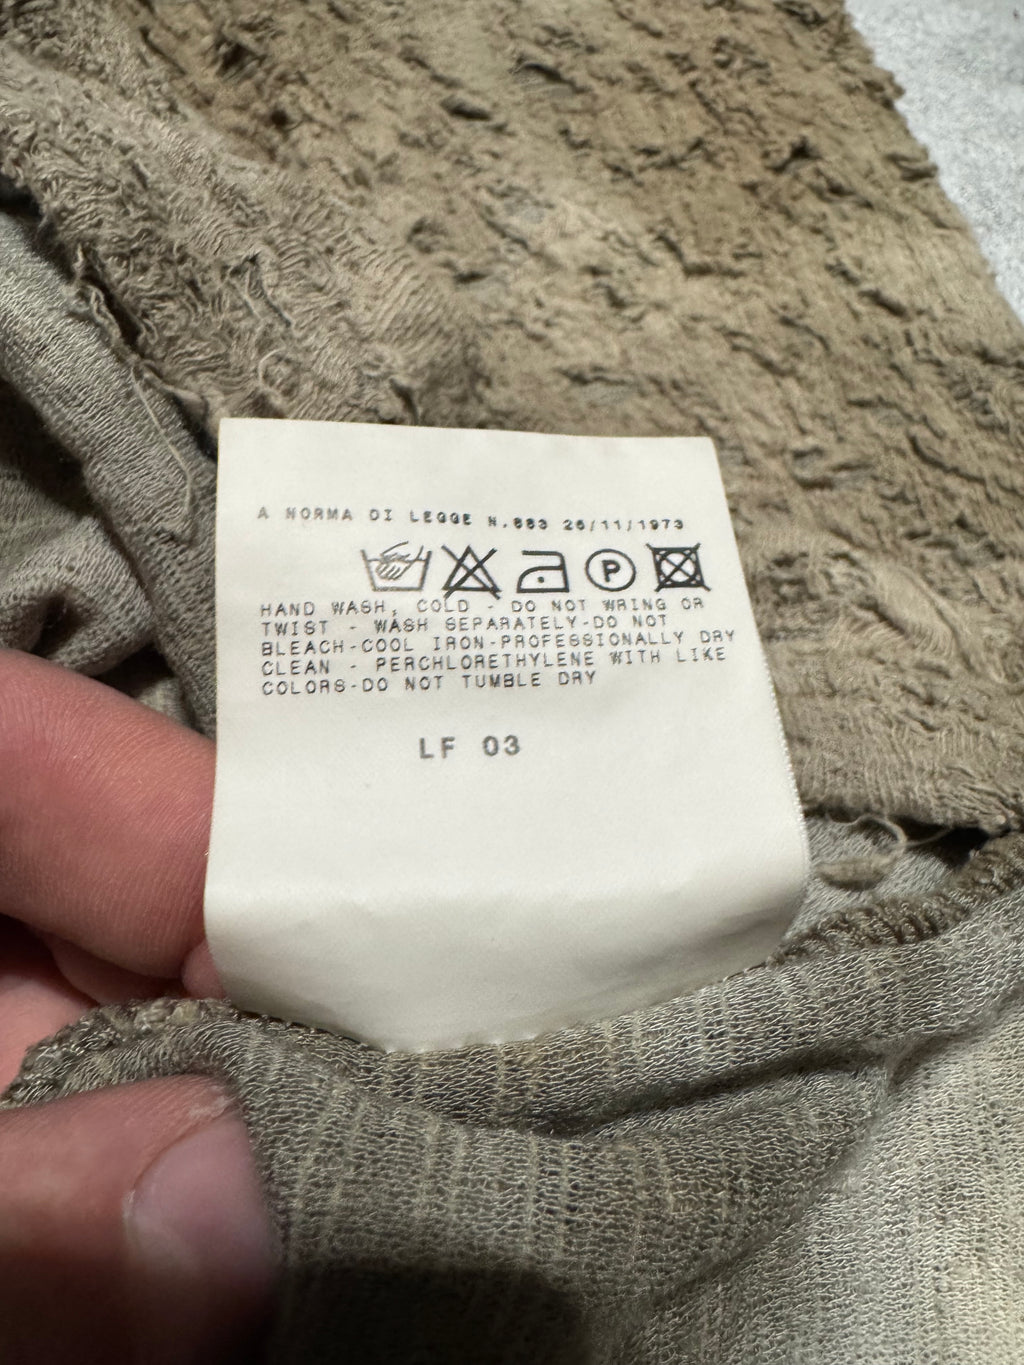 A NORMA DI LEGGE N.883 26/11/1973
P
HAND WASH, COLD - DO NOT WRING OR
TWIST - WASH SEPARATELY-DO NOT
BLEACH-COOL IRON-PROFESSIONALLY DRY
CLEAN - PERCHLORETHYLENE WITH LIKE
COLORS-DO NOT TUMBLE DRY
LF 03